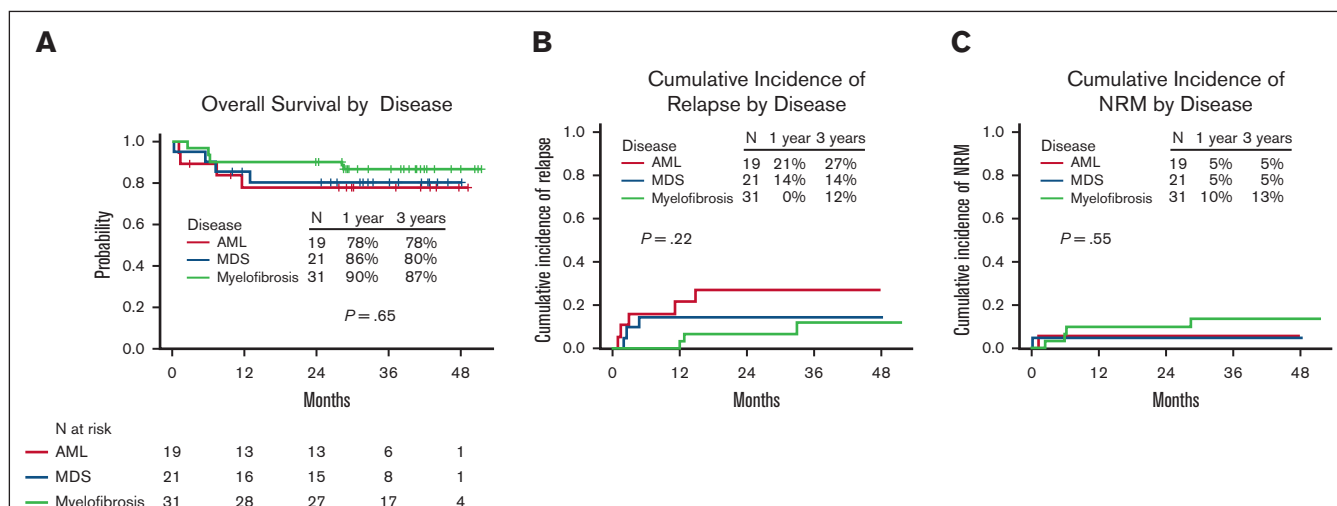 A
Overall Survival by Disease
Probability
1.0
0.8
0.6
0.4
0.2
0.0
Disease N 1 year 3 years
AML 19 78% 78%
MDS 21 86% 80%
Myelofibrosis 31 90% 87%
P = .65
0 12 24 36 48
Months
N at risk
AML 19 13 13 6 1
MDS 21 16 15 8 1
Myelofibrosis 31 28 27 17 4
B
Cumulative Incidence of
Relapse by Disease
Cumulative incidence of relapse
1.0
0.8
0.6
0.4
0.2
0.0
Disease N 1 year 3 years
AML 19 21% 27%
MDS 21 14% 14%
Myelofibrosis 31 0% 12%
P = .22
0 12 24 36 48
Months
C
Cumulative Incidence of
NRM by Disease
Cumulative incidence of NRM
1.0
0.8
0.6
0.4
0.2
0.0
Disease N 1 year 3 years
AML 19 5% 5%
MDS 21 5% 5%
Myelofibrosis 31 10% 13%
P = .55
0 12 24 36 48
Months